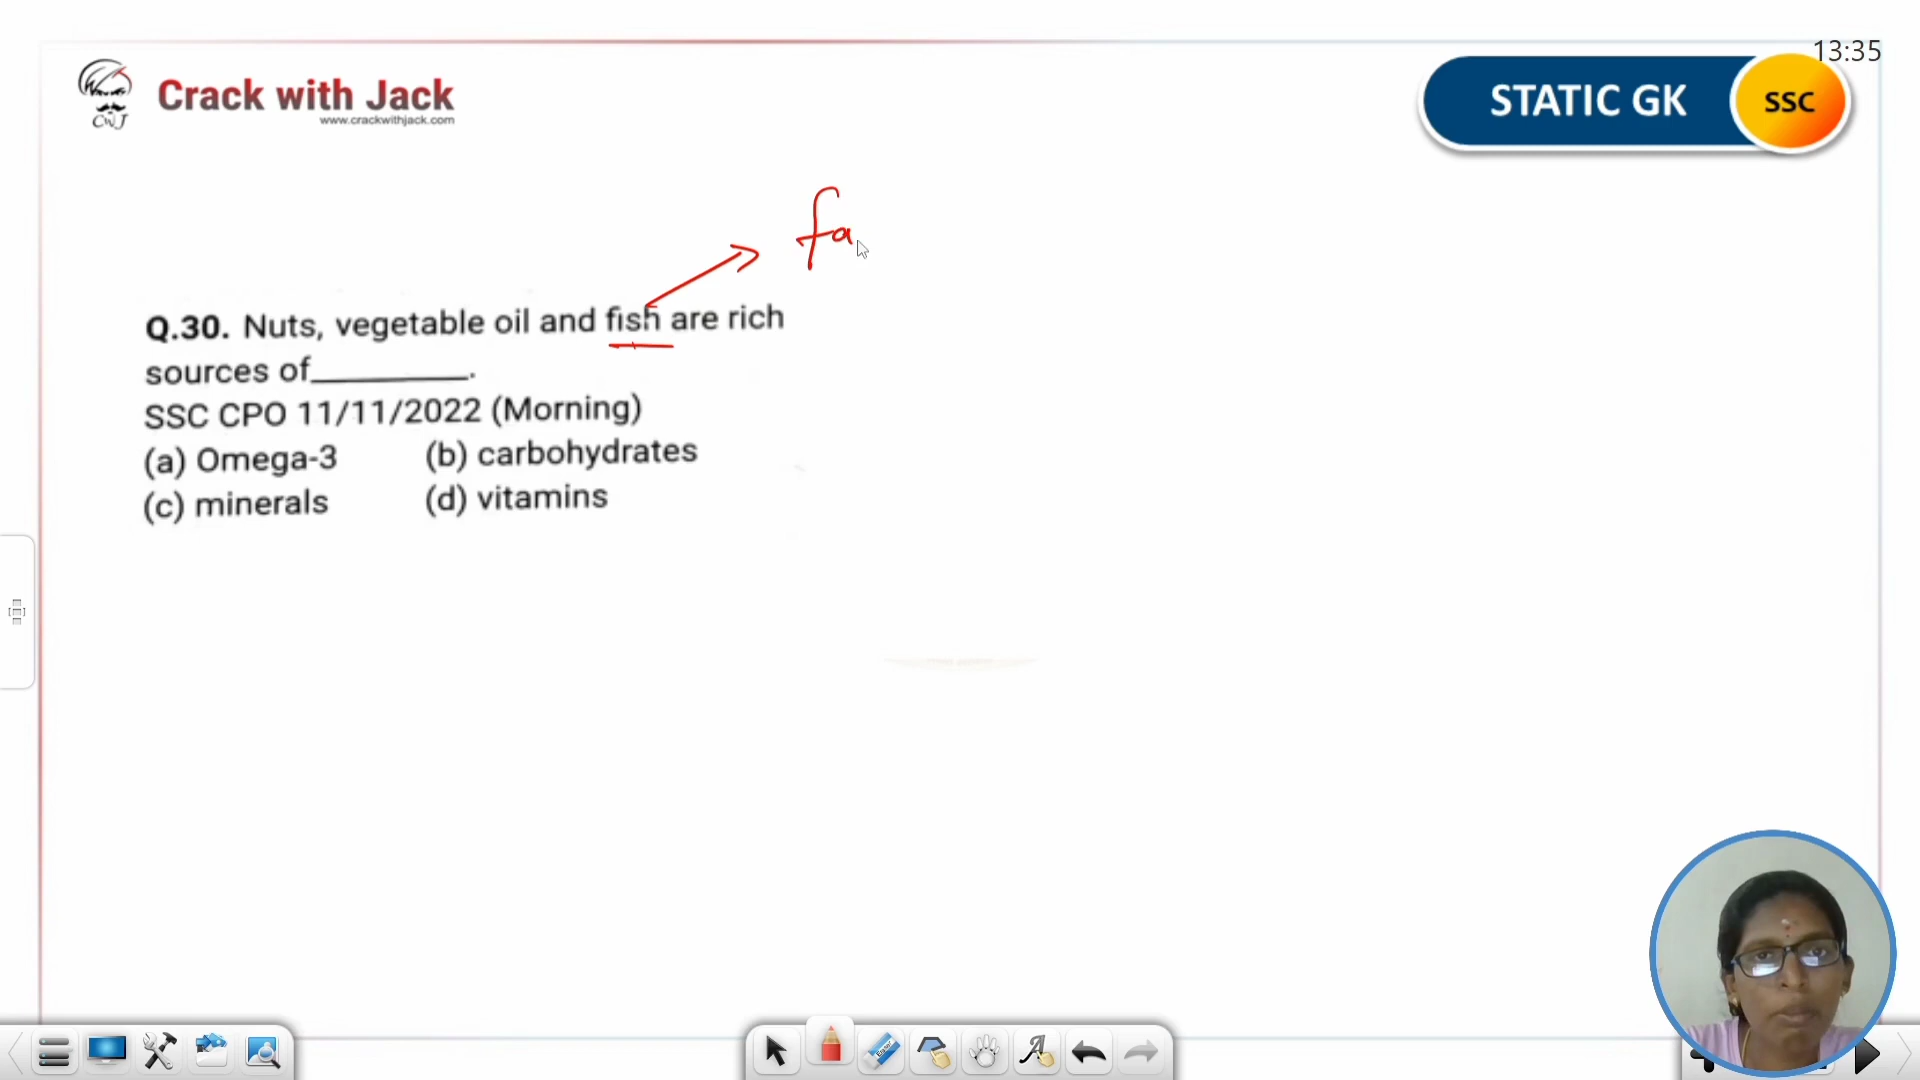 13:35
Crack with Jack
www.crackwithjack.com
CWJ
STATIC GK
SSC
fa
Q.30. Nuts, vegetable oil and fish are rich
sources of__________.
SSC CPO 11/11/2022 (Morning)
(a) Omega-3 (b) carbohydrates
(c) minerals (d) vitamins